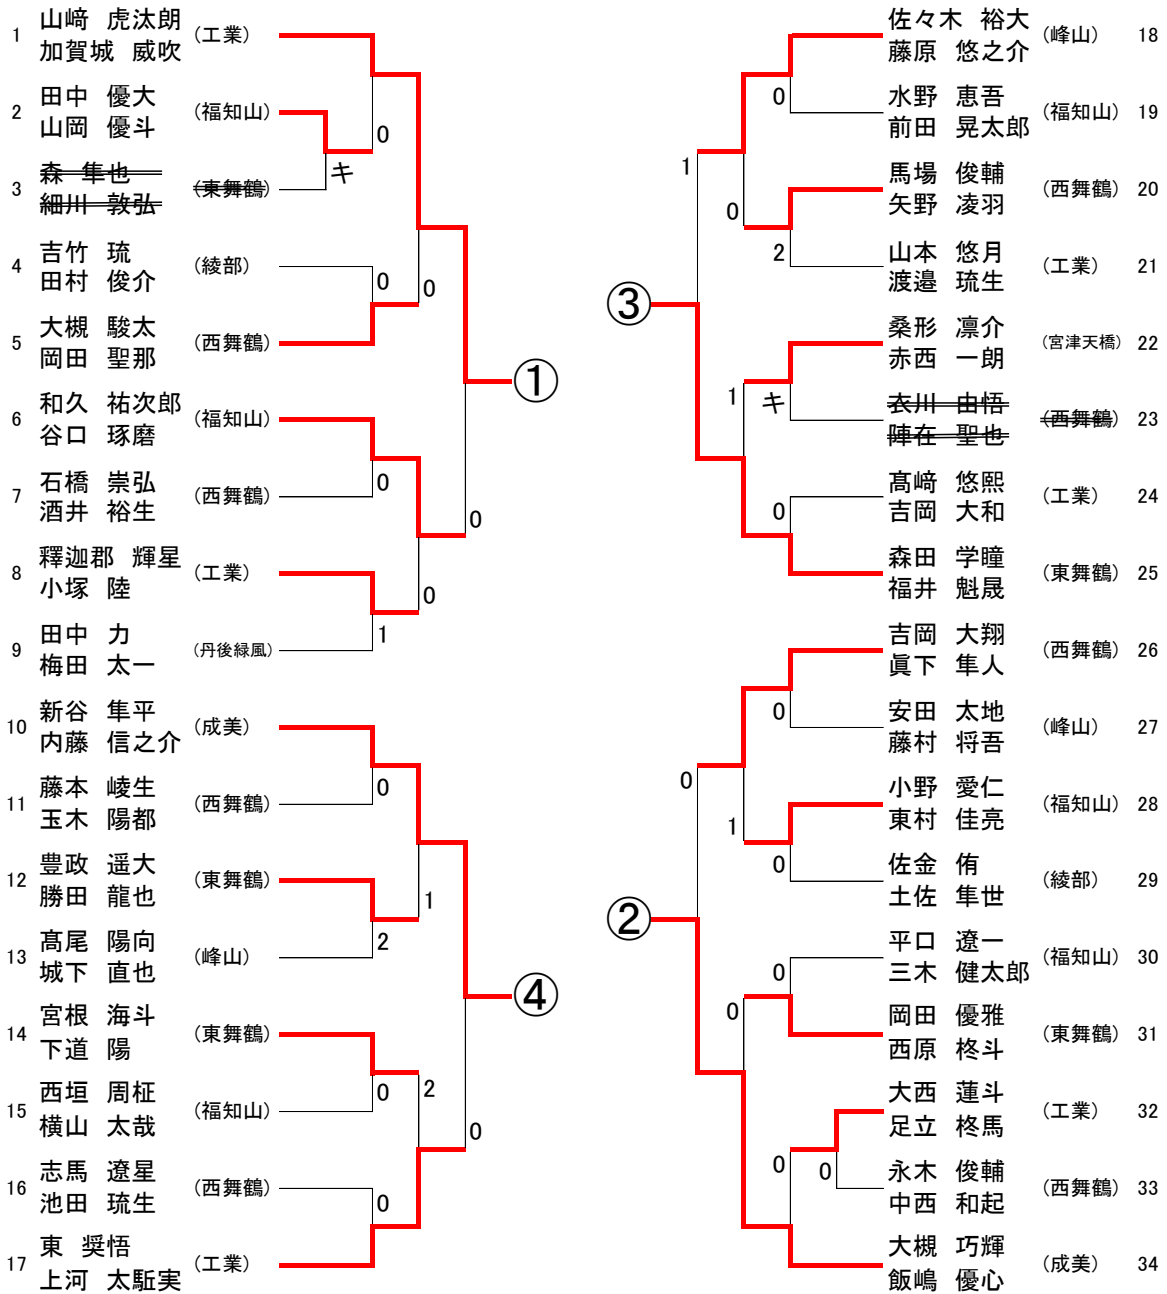 1 山﨑 虎汰朗 (工業)
加賀城 威吹
2 田中 優大 (福知山)
山岡 優斗
0
3 森 隼也 (東舞鶴)
細川 敦弘
キ
4 吉竹 琉 (綾部)
田村 俊介
0
0
5 大槻 駿太 (西舞鶴)
岡田 聖那
①
6 和久 祐次郎 (福知山)
谷口 琢磨
7 石橋 崇弘 (西舞鶴)
酒井 裕生
0
0
8 釋迦郡 輝星 (工業)
小塚 陸
0
9 田中 力 (丹後緑風)
梅田 太一
1
10 新谷 隼平 (成美)
内藤 信之介
11 藤本 崚生 (西舞鶴)
玉木 陽都
0
12 豊政 遥大 (東舞鶴)
勝田 龍也
1
13 髙尾 陽向 (峰山)
城下 直也
2
④
14 宮根 海斗 (東舞鶴)
下道 陽
15 西垣 周柾 (福知山)
横山 太哉
0
2
0
16 志馬 遼星 (西舞鶴)
池田 琉生
0
17 東 奨悟 (工業)
上河 太駈実
佐々木 裕大 (峰山) 18
藤原 悠之介
0
水野 恵吾 (福知山) 19
前田 晃太郎
1
馬場 俊輔 (西舞鶴) 20
矢野 凌羽
0
2
山本 悠月 (工業) 21
渡邉 琉生
③
桑形 凛介 (宮津天橋) 22
赤西 一朗
1
キ
衣川 由悟 (西舞鶴) 23
陣在 聖也
髙﨑 悠熙 (工業) 24
吉岡 大和
0
森田 学瞳 (東舞鶴) 25
福井 魁晟
吉岡 大翔 (西舞鶴) 26
眞下 隼人
0
安田 太地 (峰山) 27
藤村 将吾
0
小野 愛仁 (福知山) 28
東村 佳亮
1
0
佐金 侑 (綾部) 29
土佐 隼世
②
平口 遼一 (福知山) 30
三木 健太郎
0
0
岡田 優雅 (東舞鶴) 31
西原 柊斗
大西 蓮斗 (工業) 32
足立 柊馬
0
0
永木 俊輔 (西舞鶴) 33
中西 和起
大槻 巧輝 (成美) 34
飯嶋 優心